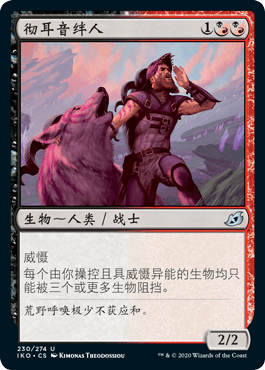 彻耳音绊人 1
生物～人类／战士
威慑
每个由你操控且具威慑异能的生物均只
能被三个或更多生物阻挡。
荒野呼唤极少不获应和。
2/2
230/274 U
IKO • CS KIMONAS THEODOSSIOU
™ & © 2020 Wizards of the Coast